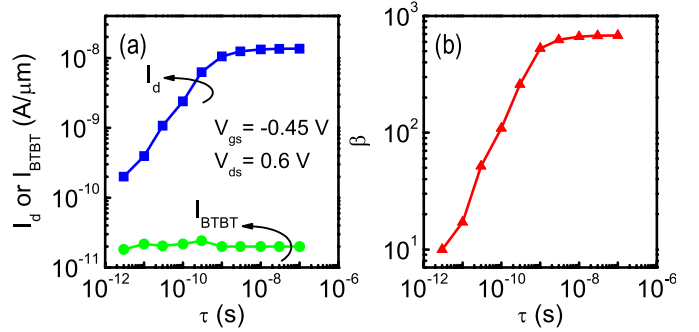 (a)
I_d
V_gs = -0.45 V
V_ds = 0.6 V
I_BTBT
I_d or I_BTBT (A/μm)
10^-8
10^-9
10^-10
10^-11
10^-12 10^-10 10^-8 10^-6
τ (s)
(b)
β
10^3
10^2
10^1
10^-12 10^-10 10^-8 10^-6
τ (s)